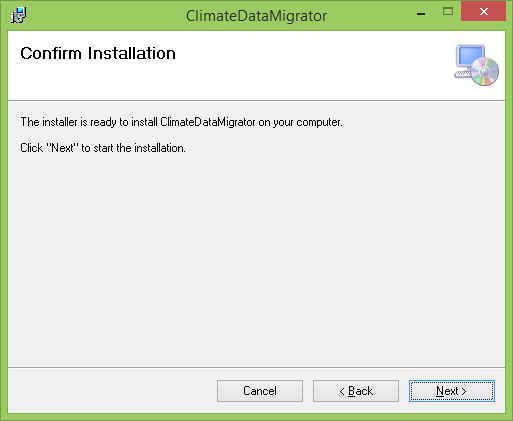 ClimateDataMigrator
Confirm Installation
The installer is ready to install ClimateDataMigrator on your computer.
Click "Next" to start the installation.
Cancel
< Back
Next >